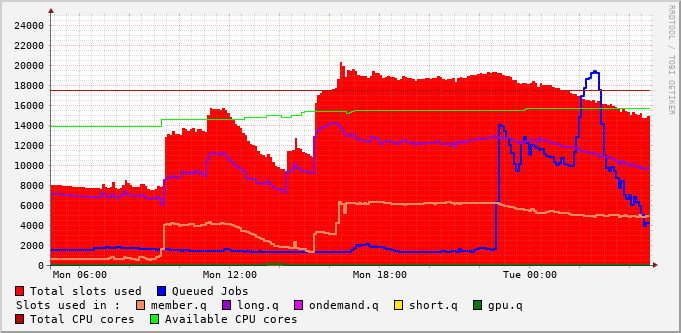 24000
22000
20000
18000
16000
14000
12000
10000
8000
6000
4000
2000
0
Mon 06:00 Mon 12:00 Mon 18:00 Tue 00:00
RRDTOOL / TOBI OETIKER
Total slots used Queued Jobs
Slots used in : member.q long.q ondemand.q short.q gpu.q
Total CPU cores Available CPU cores